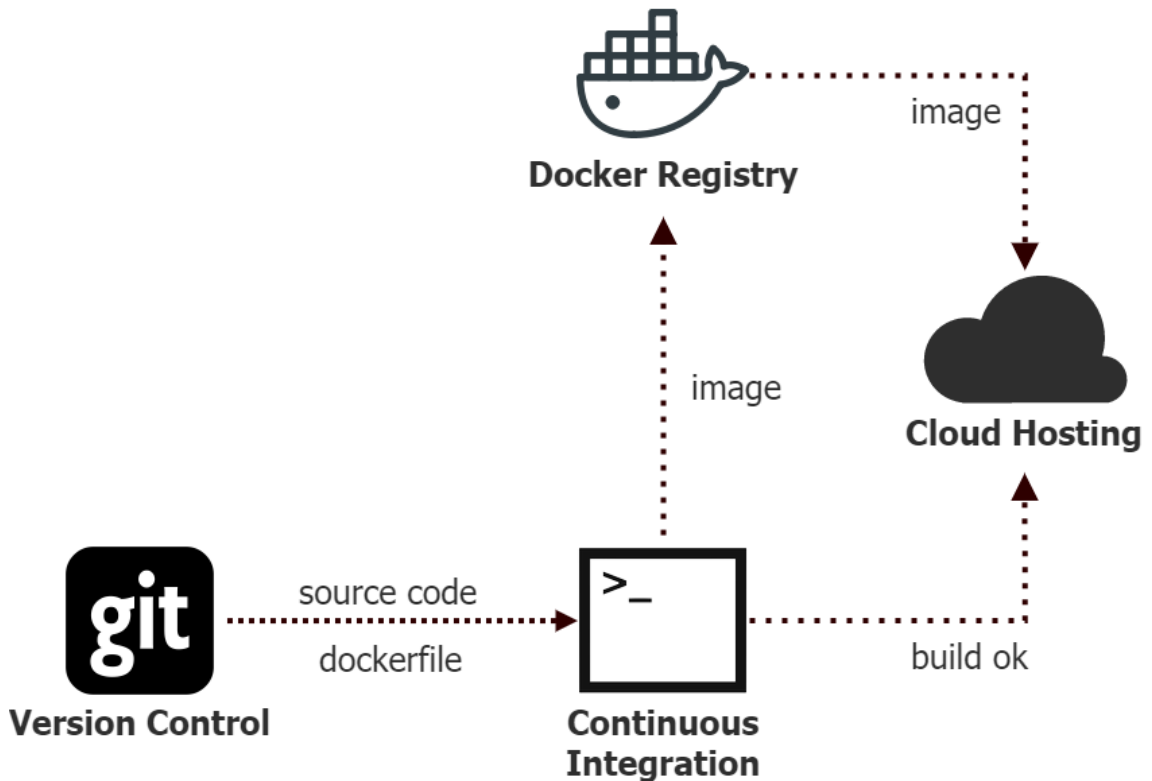 image
Docker Registry
image
Cloud Hosting
>_
git
source code
dockerfile
build ok
Version Control
Continuous
Integration